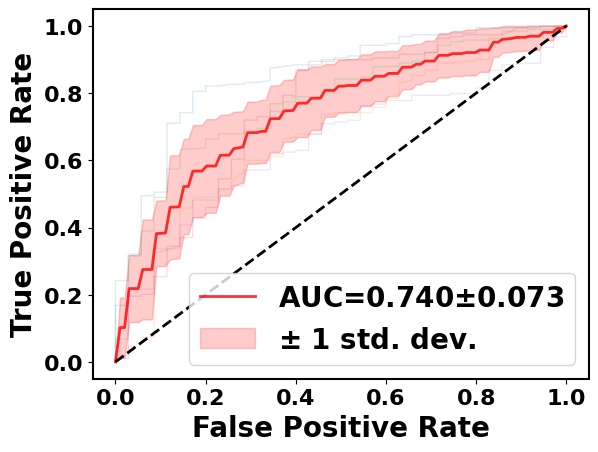 1.0
0.8
0.6
0.4
0.2
0.0
True Positive Rate
AUC=0.740±0.073
± 1 std. dev.
0.0 0.2 0.4 0.6 0.8 1.0
False Positive Rate